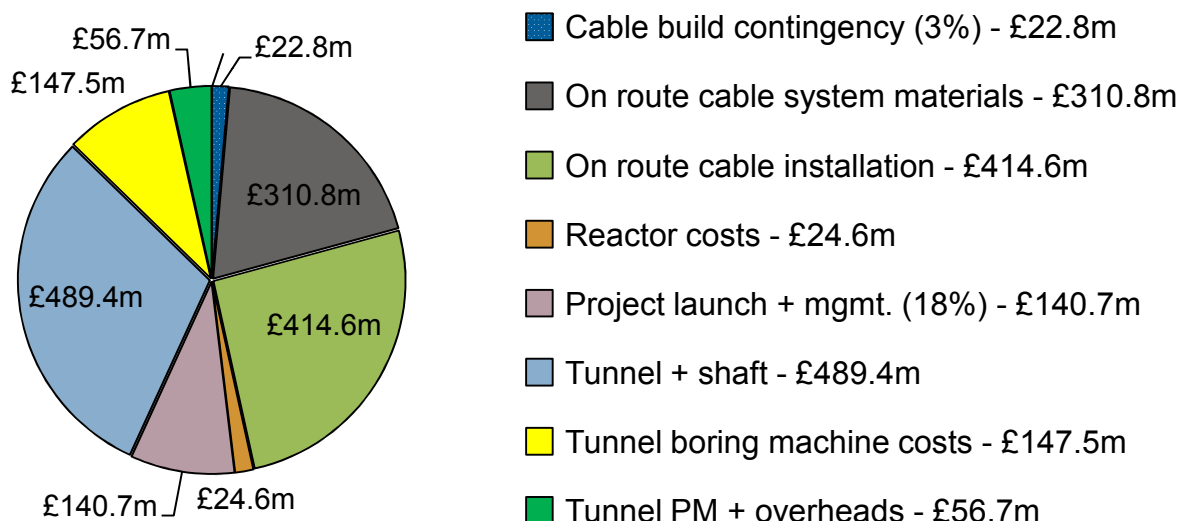 £56.7m
£22.8m
£147.5m
£310.8m
£489.4m
£414.6m
£140.7m
£24.6m
Cable build contingency (3%) - £22.8m
On route cable system materials - £310.8m
On route cable installation - £414.6m
Reactor costs - £24.6m
Project launch + mgmt. (18%) - £140.7m
Tunnel + shaft - £489.4m
Tunnel boring machine costs - £147.5m
Tunnel PM + overheads - £56.7m